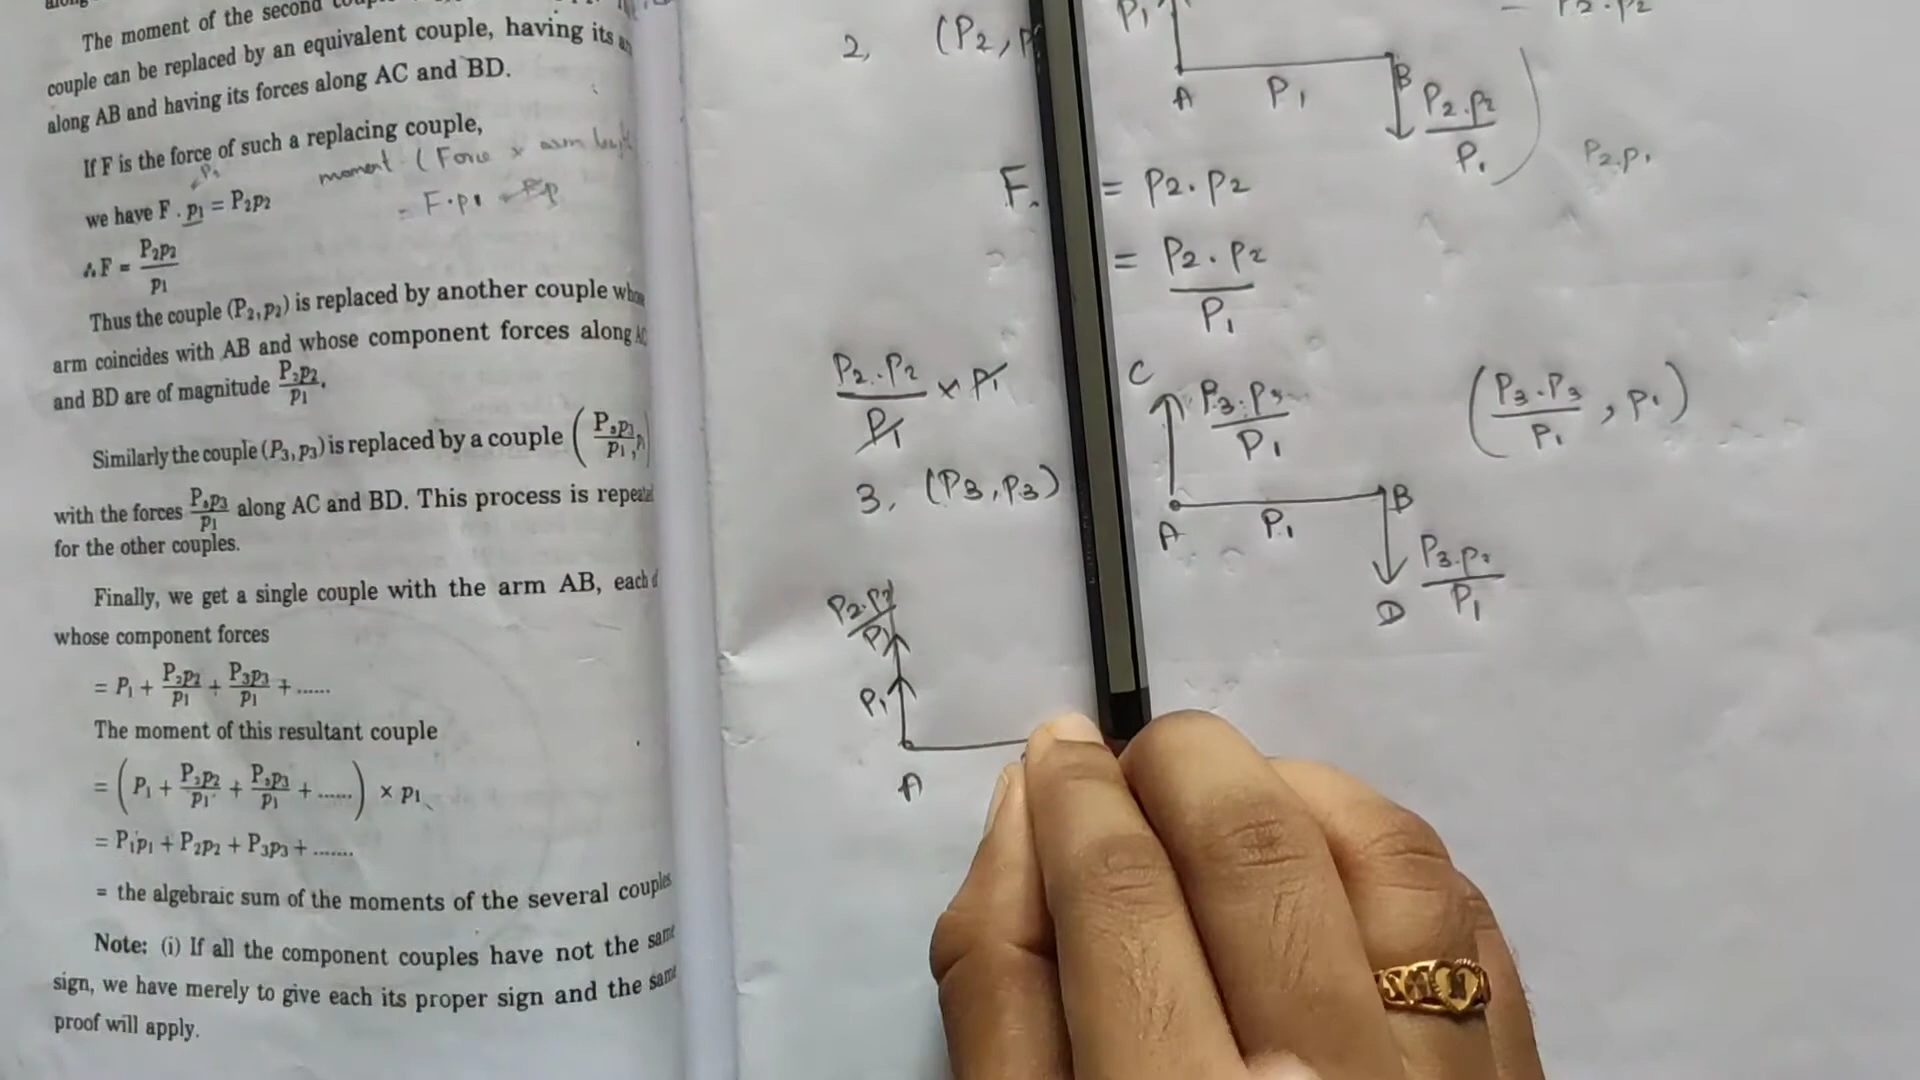 The moment of the second
couple can be replaced by an equivalent couple, having its
along AB and having its forces along AC and BD.
If F is the force of such a replacing couple,
moment (Force × arm
we have F . p₁ = P₂p₂
= F·p₁
∴ F = P₂p₂/p₁
Thus the couple (P₂, p₂) is replaced by another couple
arm coincides with AB and whose component forces along
and BD are of magnitude P₂p₂/p₁.
Similarly the couple (P₃, p₃) is replaced by a couple (P₃p₃/p₁,
with the forces P₃p₃/p₁ along AC and BD. This process is
for the other couples.
Finally, we get a single couple with the arm AB, each
whose component forces
= P₁ + P₂p₂/p₁ + P₃p₃/p₁ + ......
The moment of this resultant couple
= (P₁ + P₂p₂/p₁ + P₃p₃/p₁ + ......) × p₁
= P₁p₁ + P₂p₂ + P₃p₃ + .......
= the algebraic sum of the moments of the several couples
Note: (i) If all the component couples have not the same
sign, we have merely to give each its proper sign and the same
proof will apply.
2, (P₂,
P₁
A P₁ B
P₂.p₂/P₁
P₂.p₁
F. = P₂.p₂
= P₂.p₂/P₁
P₂.p₂/P₁ × p₁
3, (P₃, p₃)
C
P₃.p₃/P₁
(P₃.P₃/P₁, p₁)
A P₁ B
P₃.p₂/P₁
D
P₂.p₂/P₁
P₁
A